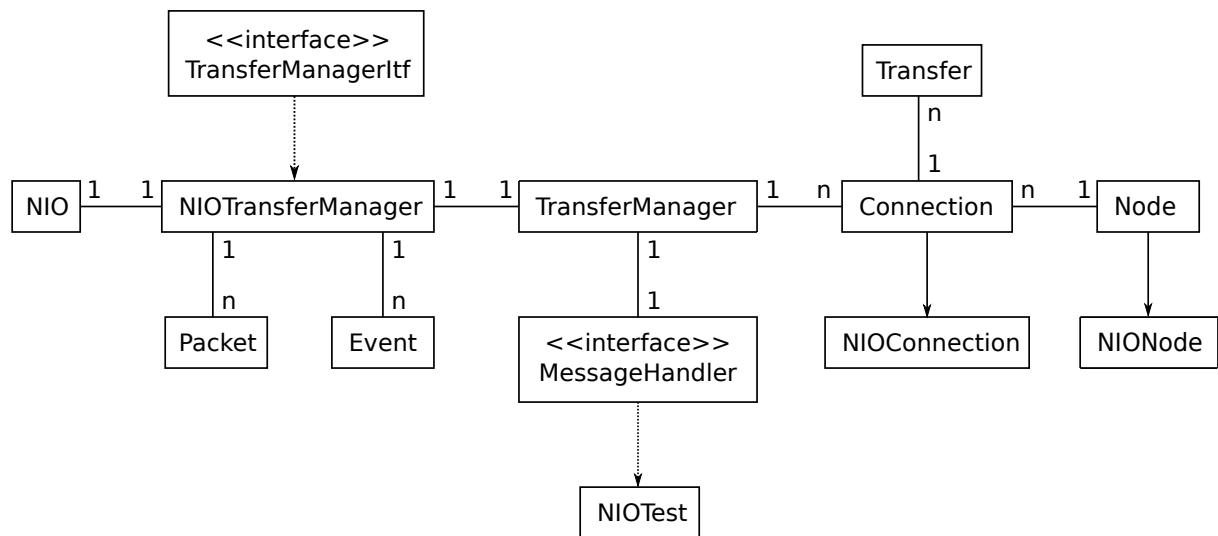 <<interface>>
TransferManagerItf
Transfer
n
1
NIO
1
1
NIOTransferManager
1
1
TransferManager
1
n
Connection
n
1
Node
1
n
1
n
1
1
Packet
Event
<<interface>>
MessageHandler
NIOConnection
NIONode
NIOTest